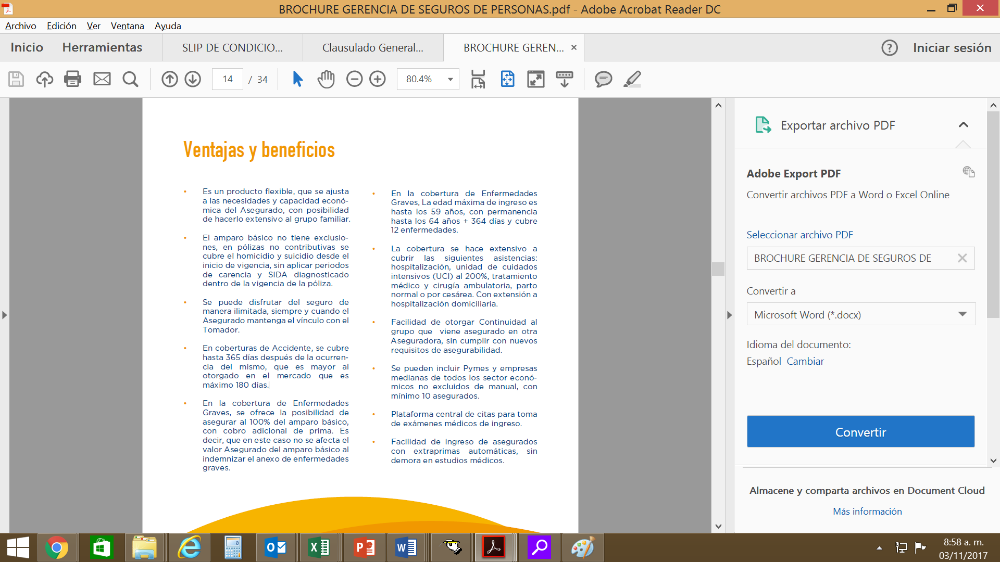 BROCHURE GERENCIA DE SEGUROS DE PERSONAS.pdf - Adobe Acrobat Reader DC
Archivo Edición Ver Ventana Ayuda
Inicio Herramientas SLIP DE CONDICIO... Clausulado General... BROCHURE GEREN... Iniciar sesión
14 / 34 80.4%
Ventajas y beneficios
• Es un producto flexible, que se ajusta
a las necesidades y capacidad econó-
mica del Asegurado, con posibilidad
de hacerlo extensivo al grupo familiar.
• El amparo básico no tiene exclusio-
nes, en pólizas no contributivas se
cubre el homicidio y suicidio desde el
inicio de vigencia, sin aplicar periodos
de carencia y SIDA diagnosticado
dentro de la vigencia de la póliza.
• Se puede disfrutar del seguro de
manera ilimitada, siempre y cuando el
Asegurado mantenga el vínculo con el
Tomador.
• En coberturas de Accidente, se cubre
hasta 365 días después de la ocurren-
cia del mismo, que es mayor al
otorgado en el mercado que es
máximo 180 días.
• En la cobertura de Enfermedades
Graves, se ofrece la posibilidad de
asegurar al 100% del amparo básico,
con cobro adicional de prima. Es
decir, que en este caso no se afecta el
valor Asegurado del amparo básico al
indemnizar el anexo de enfermedades
graves.
• En la cobertura de Enfermedades
Graves, La edad máxima de ingreso es
hasta los 59 años, con permanencia
hasta los 64 años + 364 días y cubre
12 enfermedades.
• La cobertura se hace extensivo a
cubrir las siguientes asistencias:
hospitalización, unidad de cuidados
intensivos (UCI) al 200%, tratamiento
médico y cirugía ambulatoria, parto
normal o por cesárea. Con extensión a
hospitalización domiciliaria.
• Facilidad de otorgar Continuidad al
grupo que viene asegurado en otra
Aseguradora, sin cumplir con nuevos
requisitos de asegurabilidad.
• Se pueden incluir Pymes y empresas
medianas de todos los sector econó-
micos no excluidos de manual, con
mínimo 10 asegurados.
• Plataforma central de citas para toma
de exámenes médicos de ingreso.
• Facilidad de ingreso de asegurados
con extraprimas automáticas, sin
demora en estudios médicos.
Exportar archivo PDF
Adobe Export PDF
Convertir archivos PDF a Word o Excel Online
Seleccionar archivo PDF
BROCHURE GERENCIA DE SEGUROS DE
Convertir a
Microsoft Word (*.docx)
Idioma del documento:
Español Cambiar
Convertir
Almacene y comparta archivos en Document Cloud
Más información
8:58 a. m.
03/11/2017